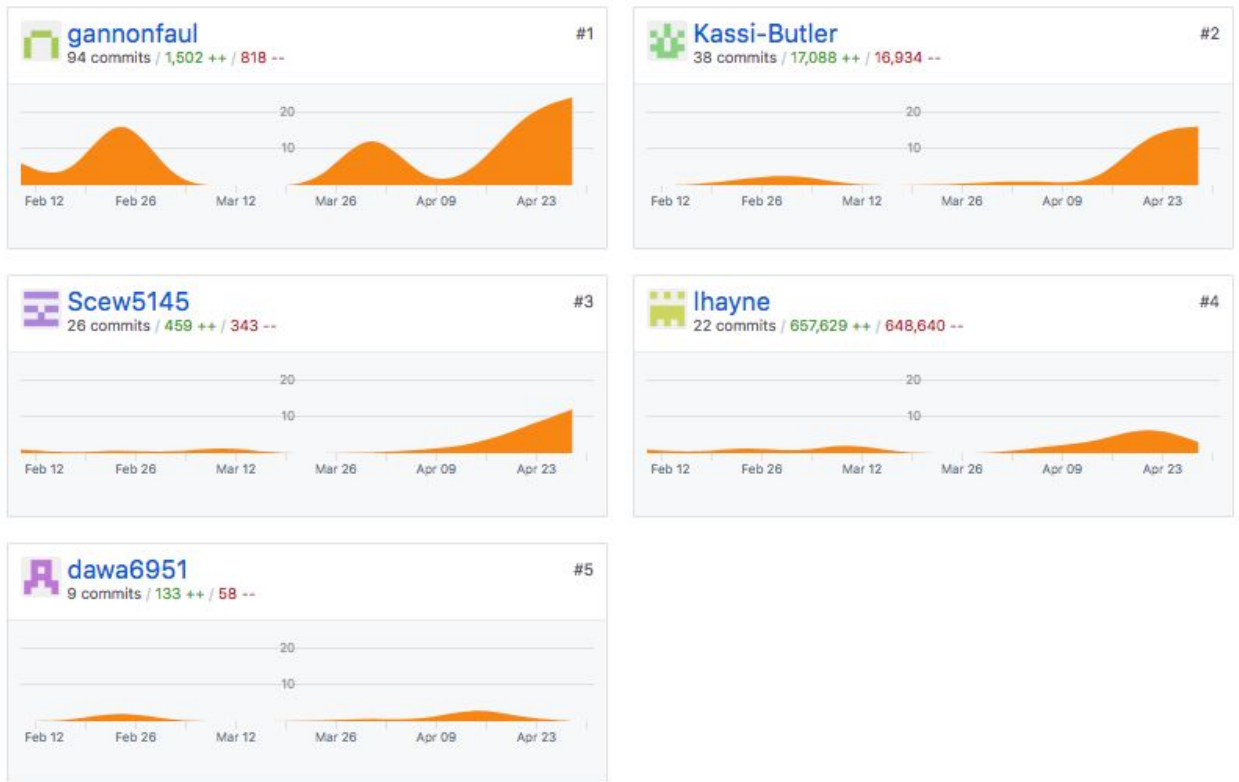 gannonfaul #1
94 commits / 1,502 ++ / 818 --
20
10
Feb 12 Feb 26 Mar 12 Mar 26 Apr 09 Apr 23
Kassi-Butler #2
38 commits / 17,088 ++ / 16,934 --
20
10
Feb 12 Feb 26 Mar 12 Mar 26 Apr 09 Apr 23
Scew5145 #3
26 commits / 459 ++ / 343 --
20
10
Feb 12 Feb 26 Mar 12 Mar 26 Apr 09 Apr 23
lhayne #4
22 commits / 657,629 ++ / 648,640 --
20
10
Feb 12 Feb 26 Mar 12 Mar 26 Apr 09 Apr 23
dawa6951 #5
9 commits / 133 ++ / 58 --
20
10
Feb 12 Feb 26 Mar 12 Mar 26 Apr 09 Apr 23